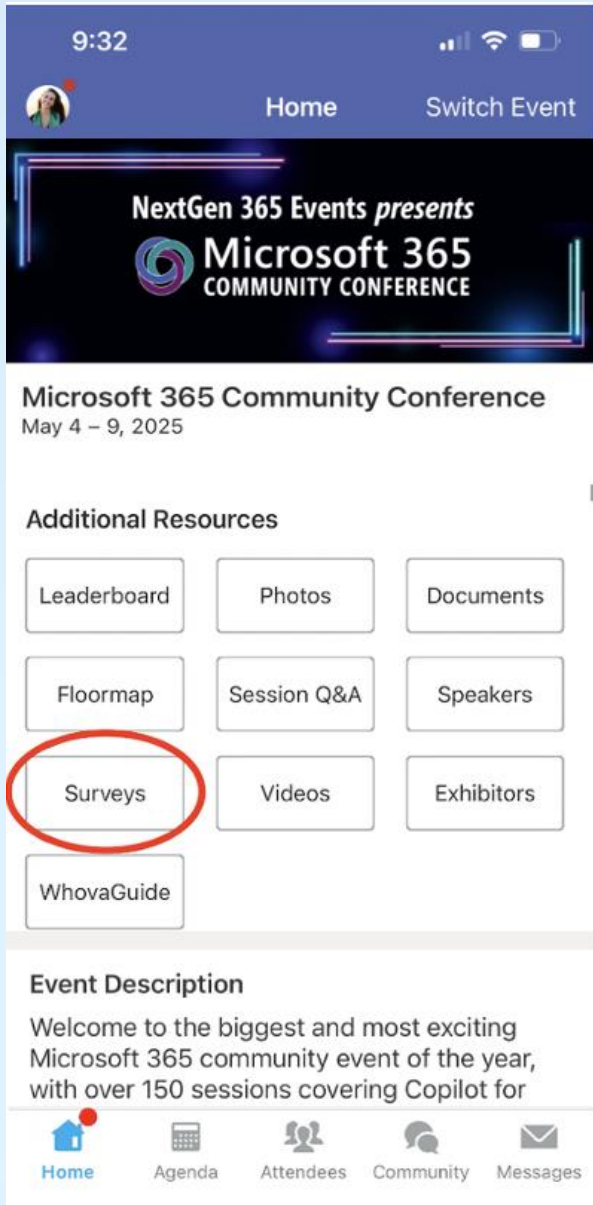 9:32
Home
Switch Event
NextGen 365 Events presents
Microsoft 365
COMMUNITY CONFERENCE
Microsoft 365 Community Conference
May 4 – 9, 2025
Additional Resources
Leaderboard
Photos
Documents
Floormap
Session Q&A
Speakers
Surveys
Videos
Exhibitors
WhovaGuide
Event Description
Welcome to the biggest and most exciting
Microsoft 365 community event of the year,
with over 150 sessions covering Copilot for
Home
Agenda
Attendees
Community
Messages